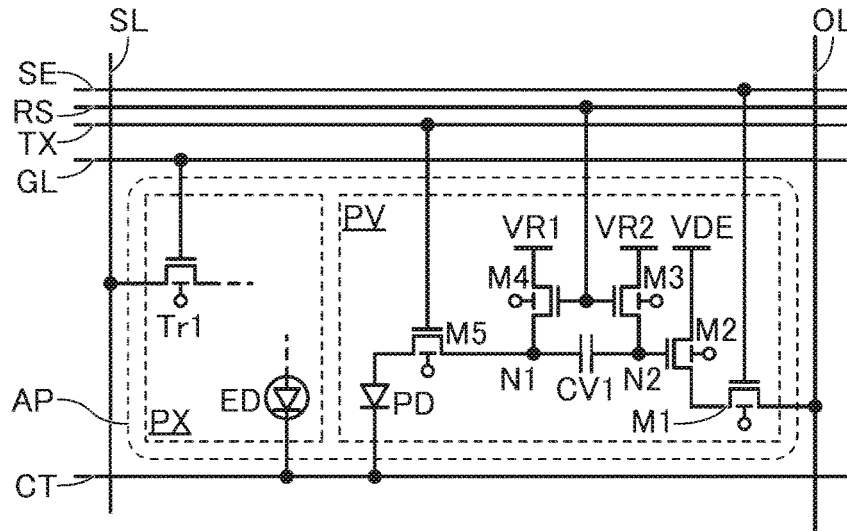 SL
OL
SE
RS
TX
GL
PV
VR1
VR2
VDE
M4
M3
Tr1
M5
M2
N1
CV1
N2
AP
ED
PD
PX
M1
CT